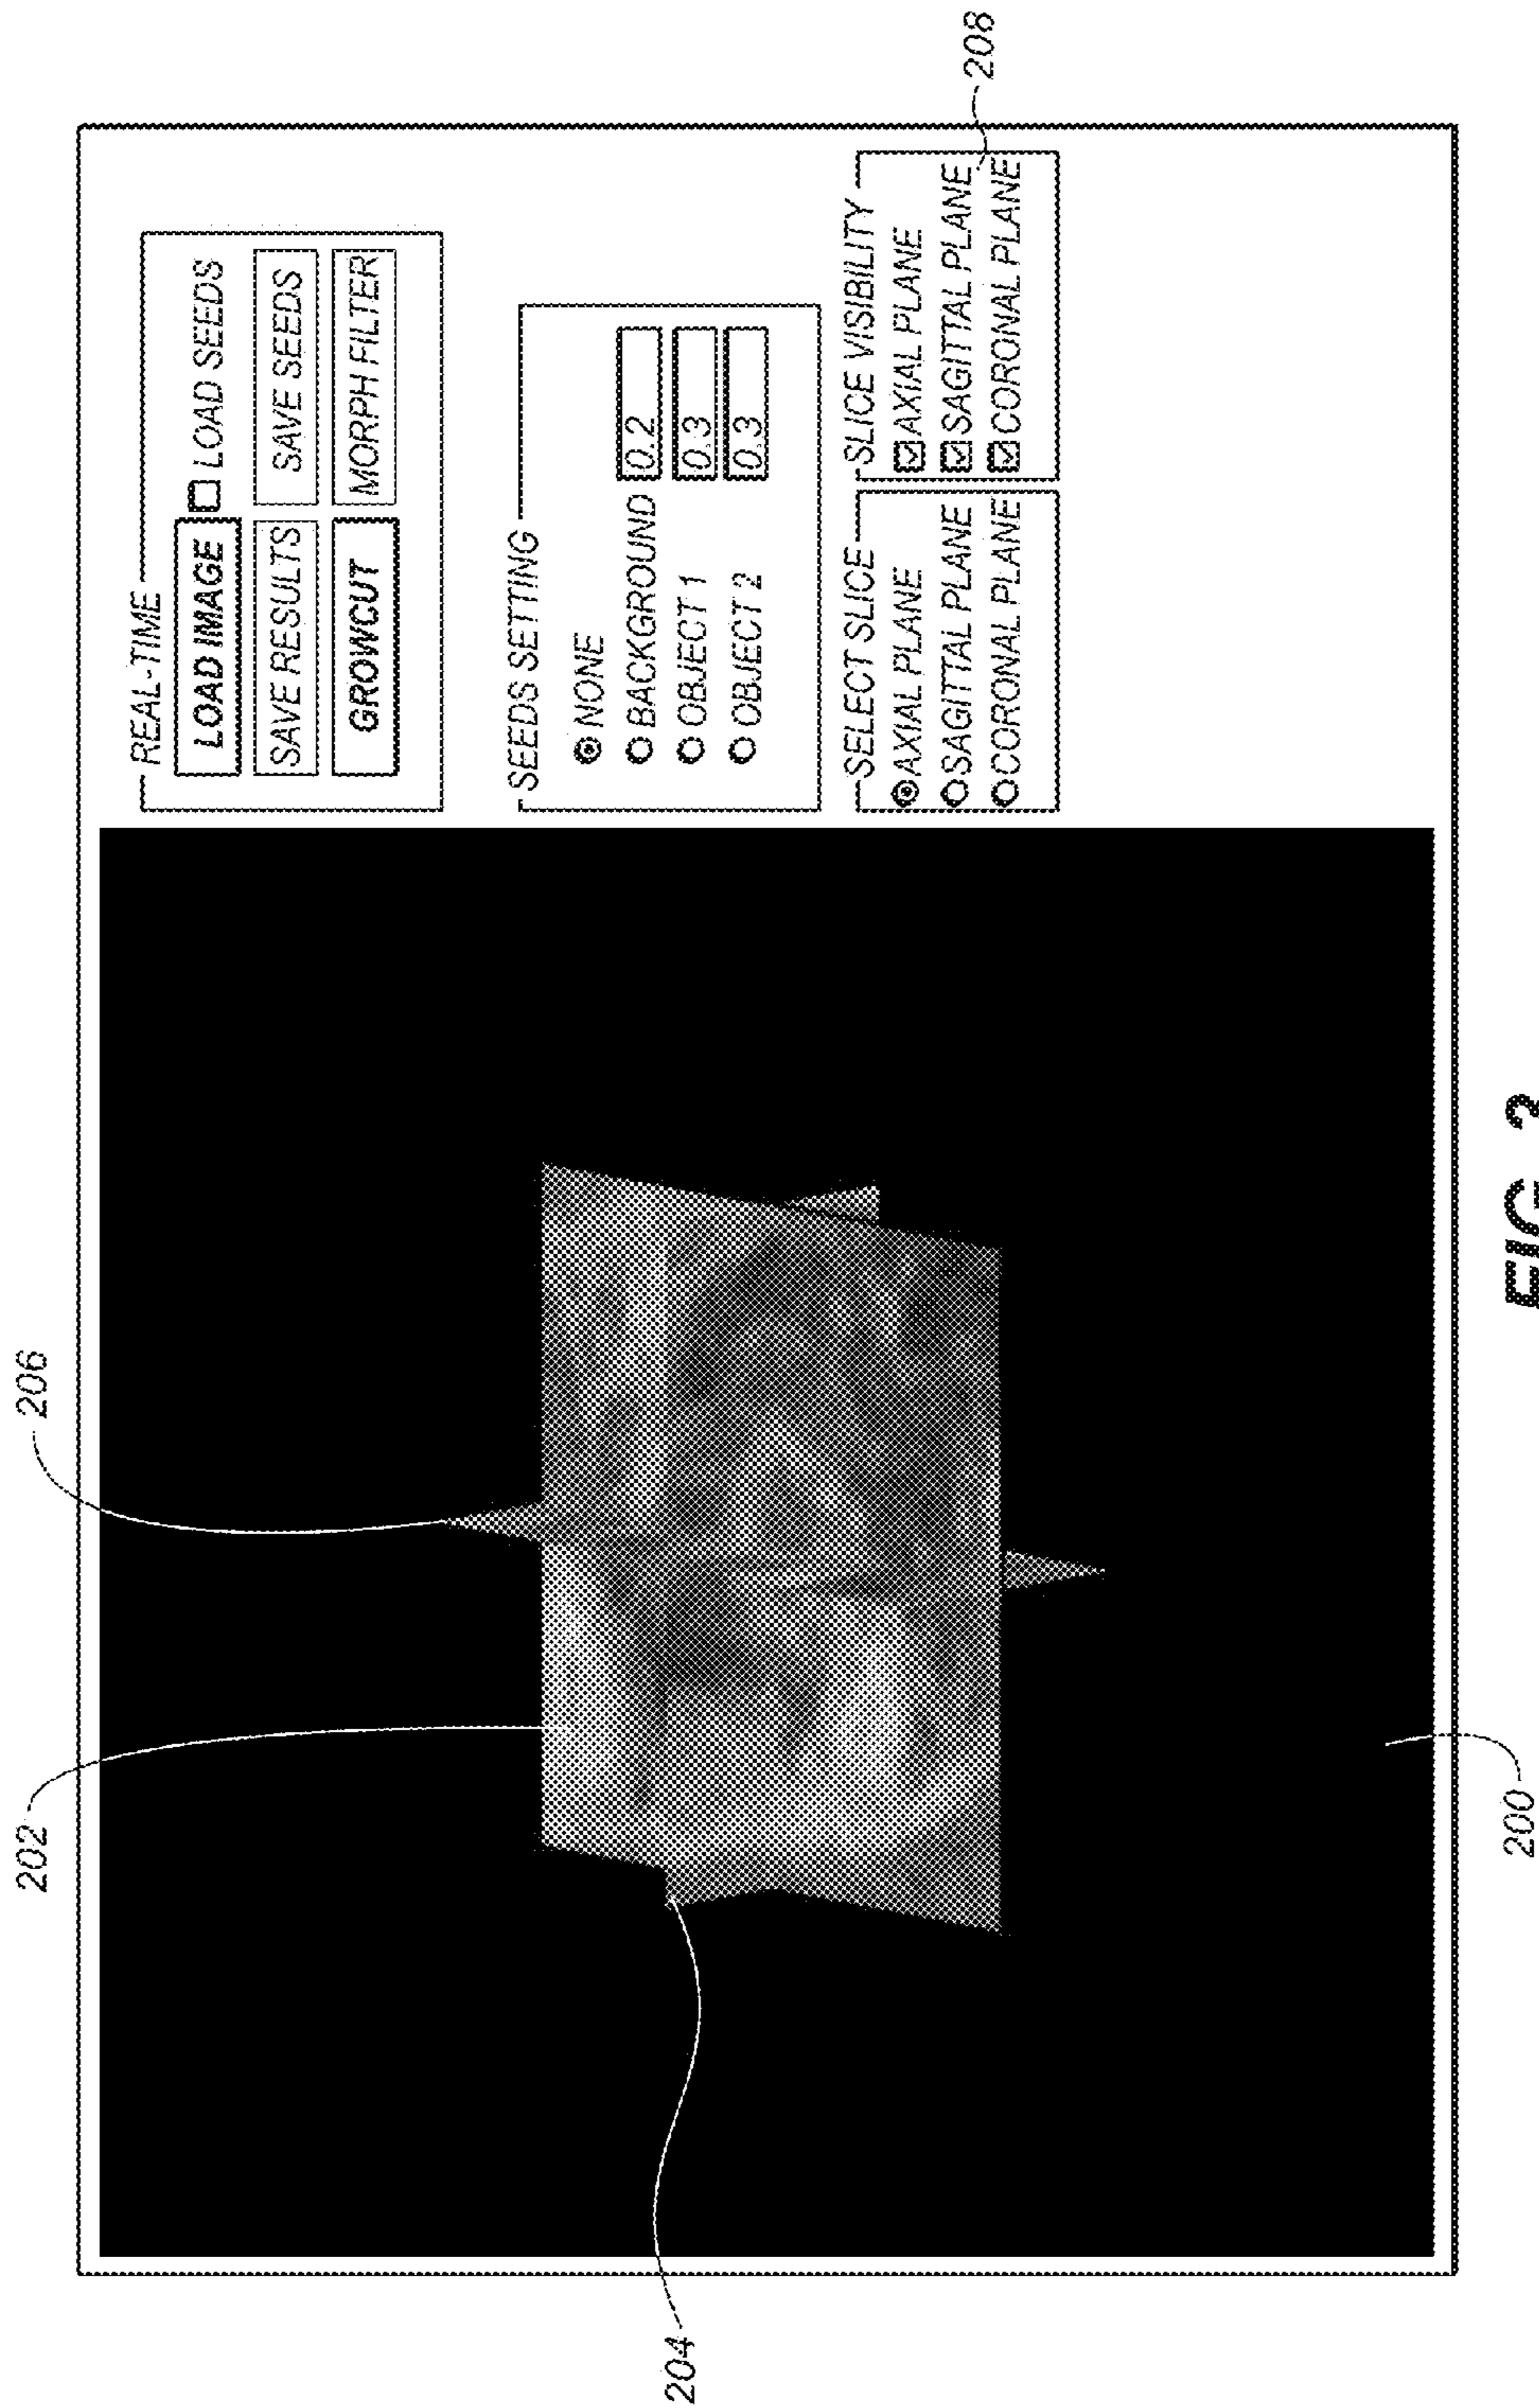 202
206
204
REAL-TIME
LOAD IMAGE
LOAD SEEDS
SAVE RESULTS
SAVE SEEDS
GROWCUT
MORPH FILTER
SEEDS SETTING
NONE
BACKGROUND 0.2
OBJECT 1 0.3
OBJECT 2 0.3
SELECT SLICE
AXIAL PLANE
SAGITTAL PLANE
CORONAL PLANE
SLICE VISIBILITY
AXIAL PLANE
SAGITTAL PLANE
CORONAL PLANE
208
200
FIG.